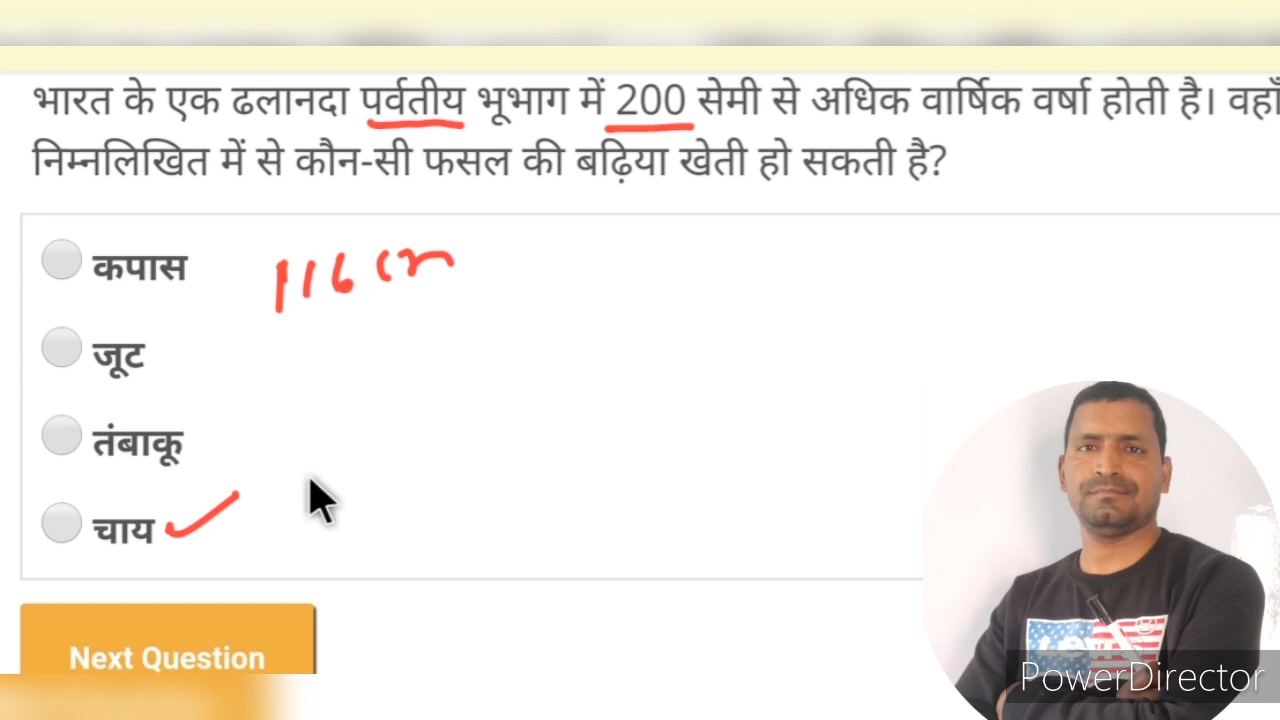 भारत के एक ढलानदा पर्वतीय भूभाग में 200 सेमी से अधिक वार्षिक वर्षा होती है। वहाँ
निम्नलिखित में से कौन-सी फसल की बढ़िया खेती हो सकती है?
कपास
116 cm
जूट
तंबाकू
चाय
Next Question
PowerDirector